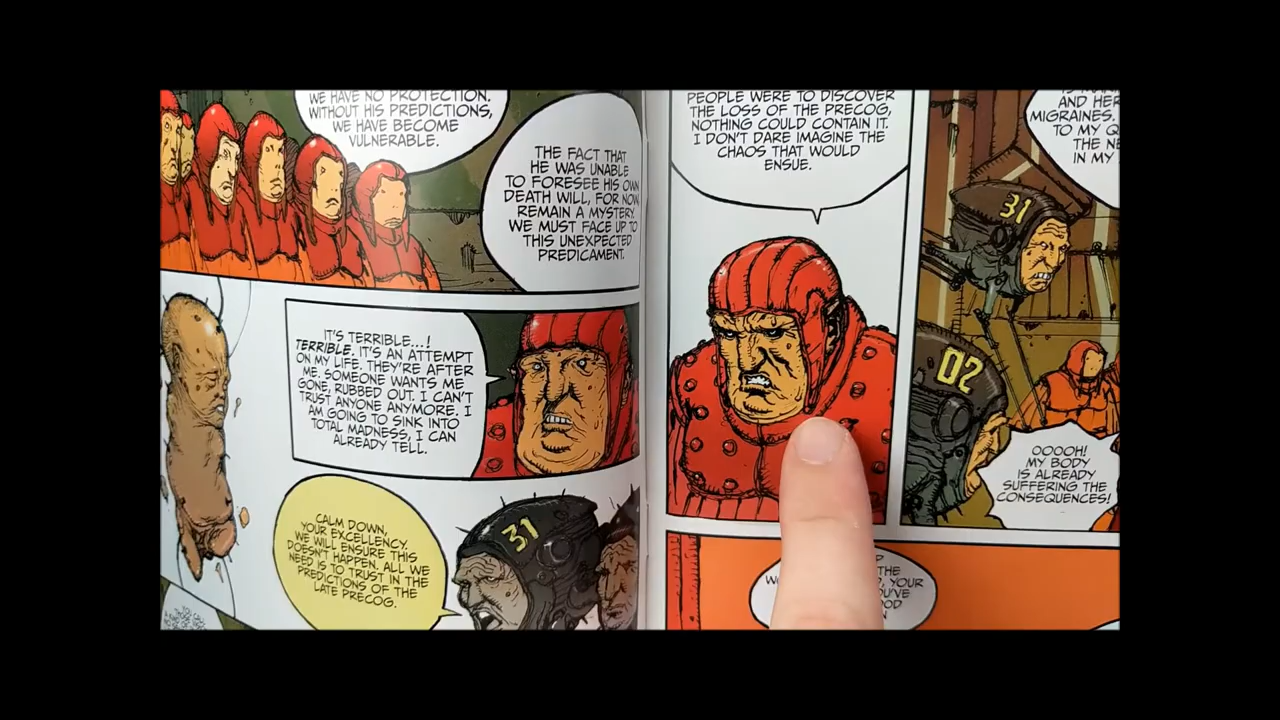 WE HAVE NO PROTECTION.
WITHOUT HIS PREDICTIONS,
WE HAVE BECOME
VULNERABLE.
THE FACT THAT
HE WAS UNABLE
TO FORESEE HIS OWN
DEATH WILL, FOR NOW
REMAIN A MYSTERY.
WE MUST FACE UP TO
THIS UNEXPECTED
PREDICAMENT.
IT'S TERRIBLE...!
TERRIBLE. IT'S AN ATTEMPT
ON MY LIFE. THEY'RE AFTER
ME. SOMEONE WANTS ME
GONE, RUBBED OUT. I CAN'T
TRUST ANYONE ANYMORE. I
AM GOING TO SINK INTO
TOTAL MADNESS, I CAN
ALREADY TELL.
CALM DOWN,
YOUR EXCELLENCY.
WE WILL ENSURE THIS
DOESN'T HAPPEN. ALL WE
NEED IS TO TRUST IN THE
PREDICTIONS OF THE
LATE PRECOG.
31
PEOPLE WERE TO DISCOVER
THE LOSS OF THE PRECOG,
NOTHING COULD CONTAIN IT.
I DON'T DARE IMAGINE THE
CHAOS THAT WOULD
ENSUE.
AND HER
MIGRAINES.
TO MY
THE
IN MY
31
02
OOOOH!
MY BODY
IS ALREADY
SUFFERING THE
CONSEQUENCES!
THE
YOUR